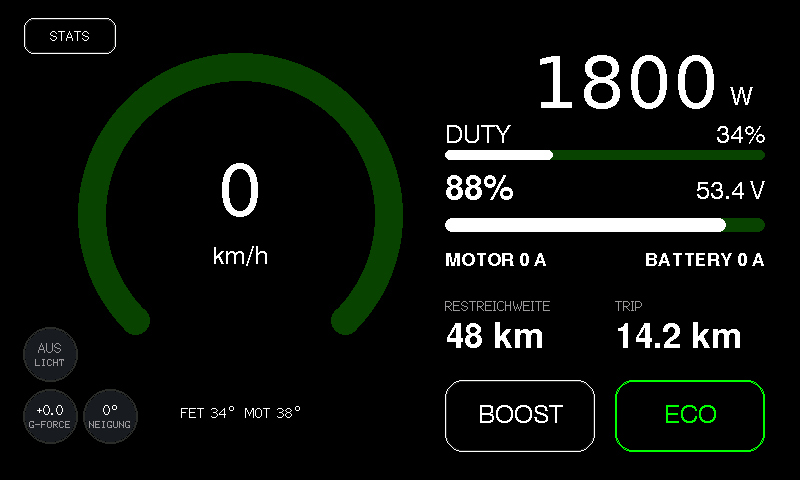 STATS
0
km/h
AUS
LICHT
+0.0
G-FORCE
0°
NEIGUNG
FET 34° MOT 38°
1800 W
DUTY 34%
88% 53.4 V
MOTOR 0 A BATTERY 0 A
RESTREICHWEITE TRIP
48 km 14.2 km
BOOST ECO